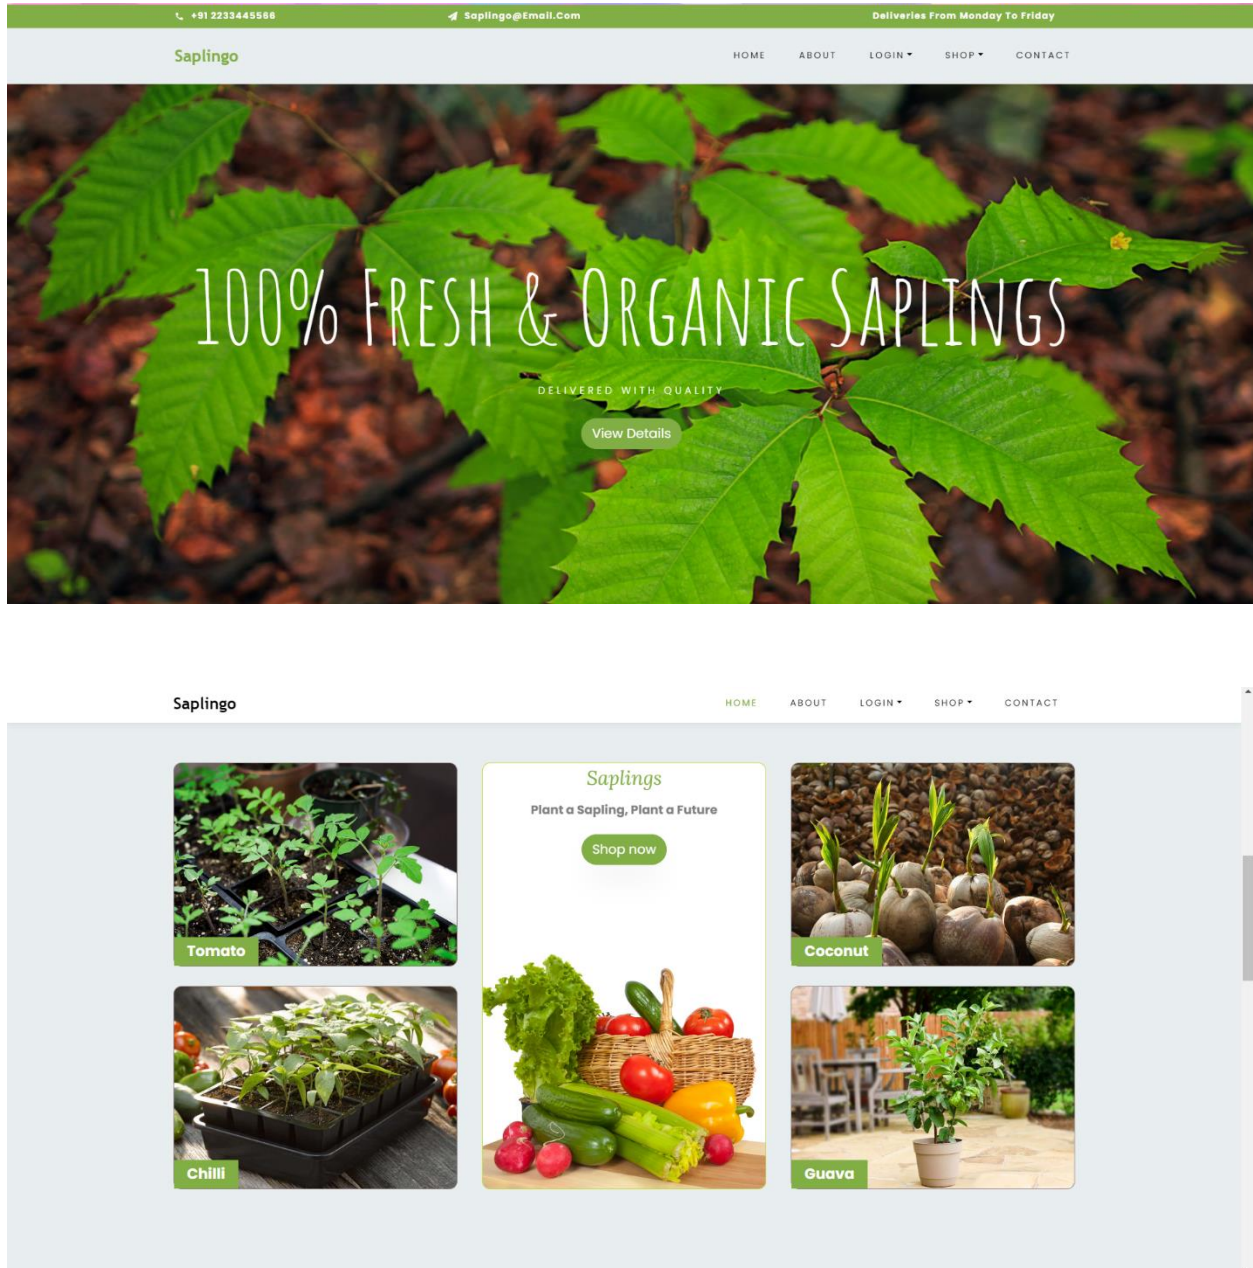 +91 2233445566 Saplingo@Email.Com Deliveries From Monday To Friday
Saplingo HOME ABOUT LOGIN SHOP CONTACT
100% FRESH & ORGANIC SAPLINGS
DELIVERED WITH QUALITY
View Details
Saplingo HOME ABOUT LOGIN SHOP CONTACT
Saplings
Plant a Sapling, Plant a Future
Shop now
Tomato
Coconut
Chilli
Guava